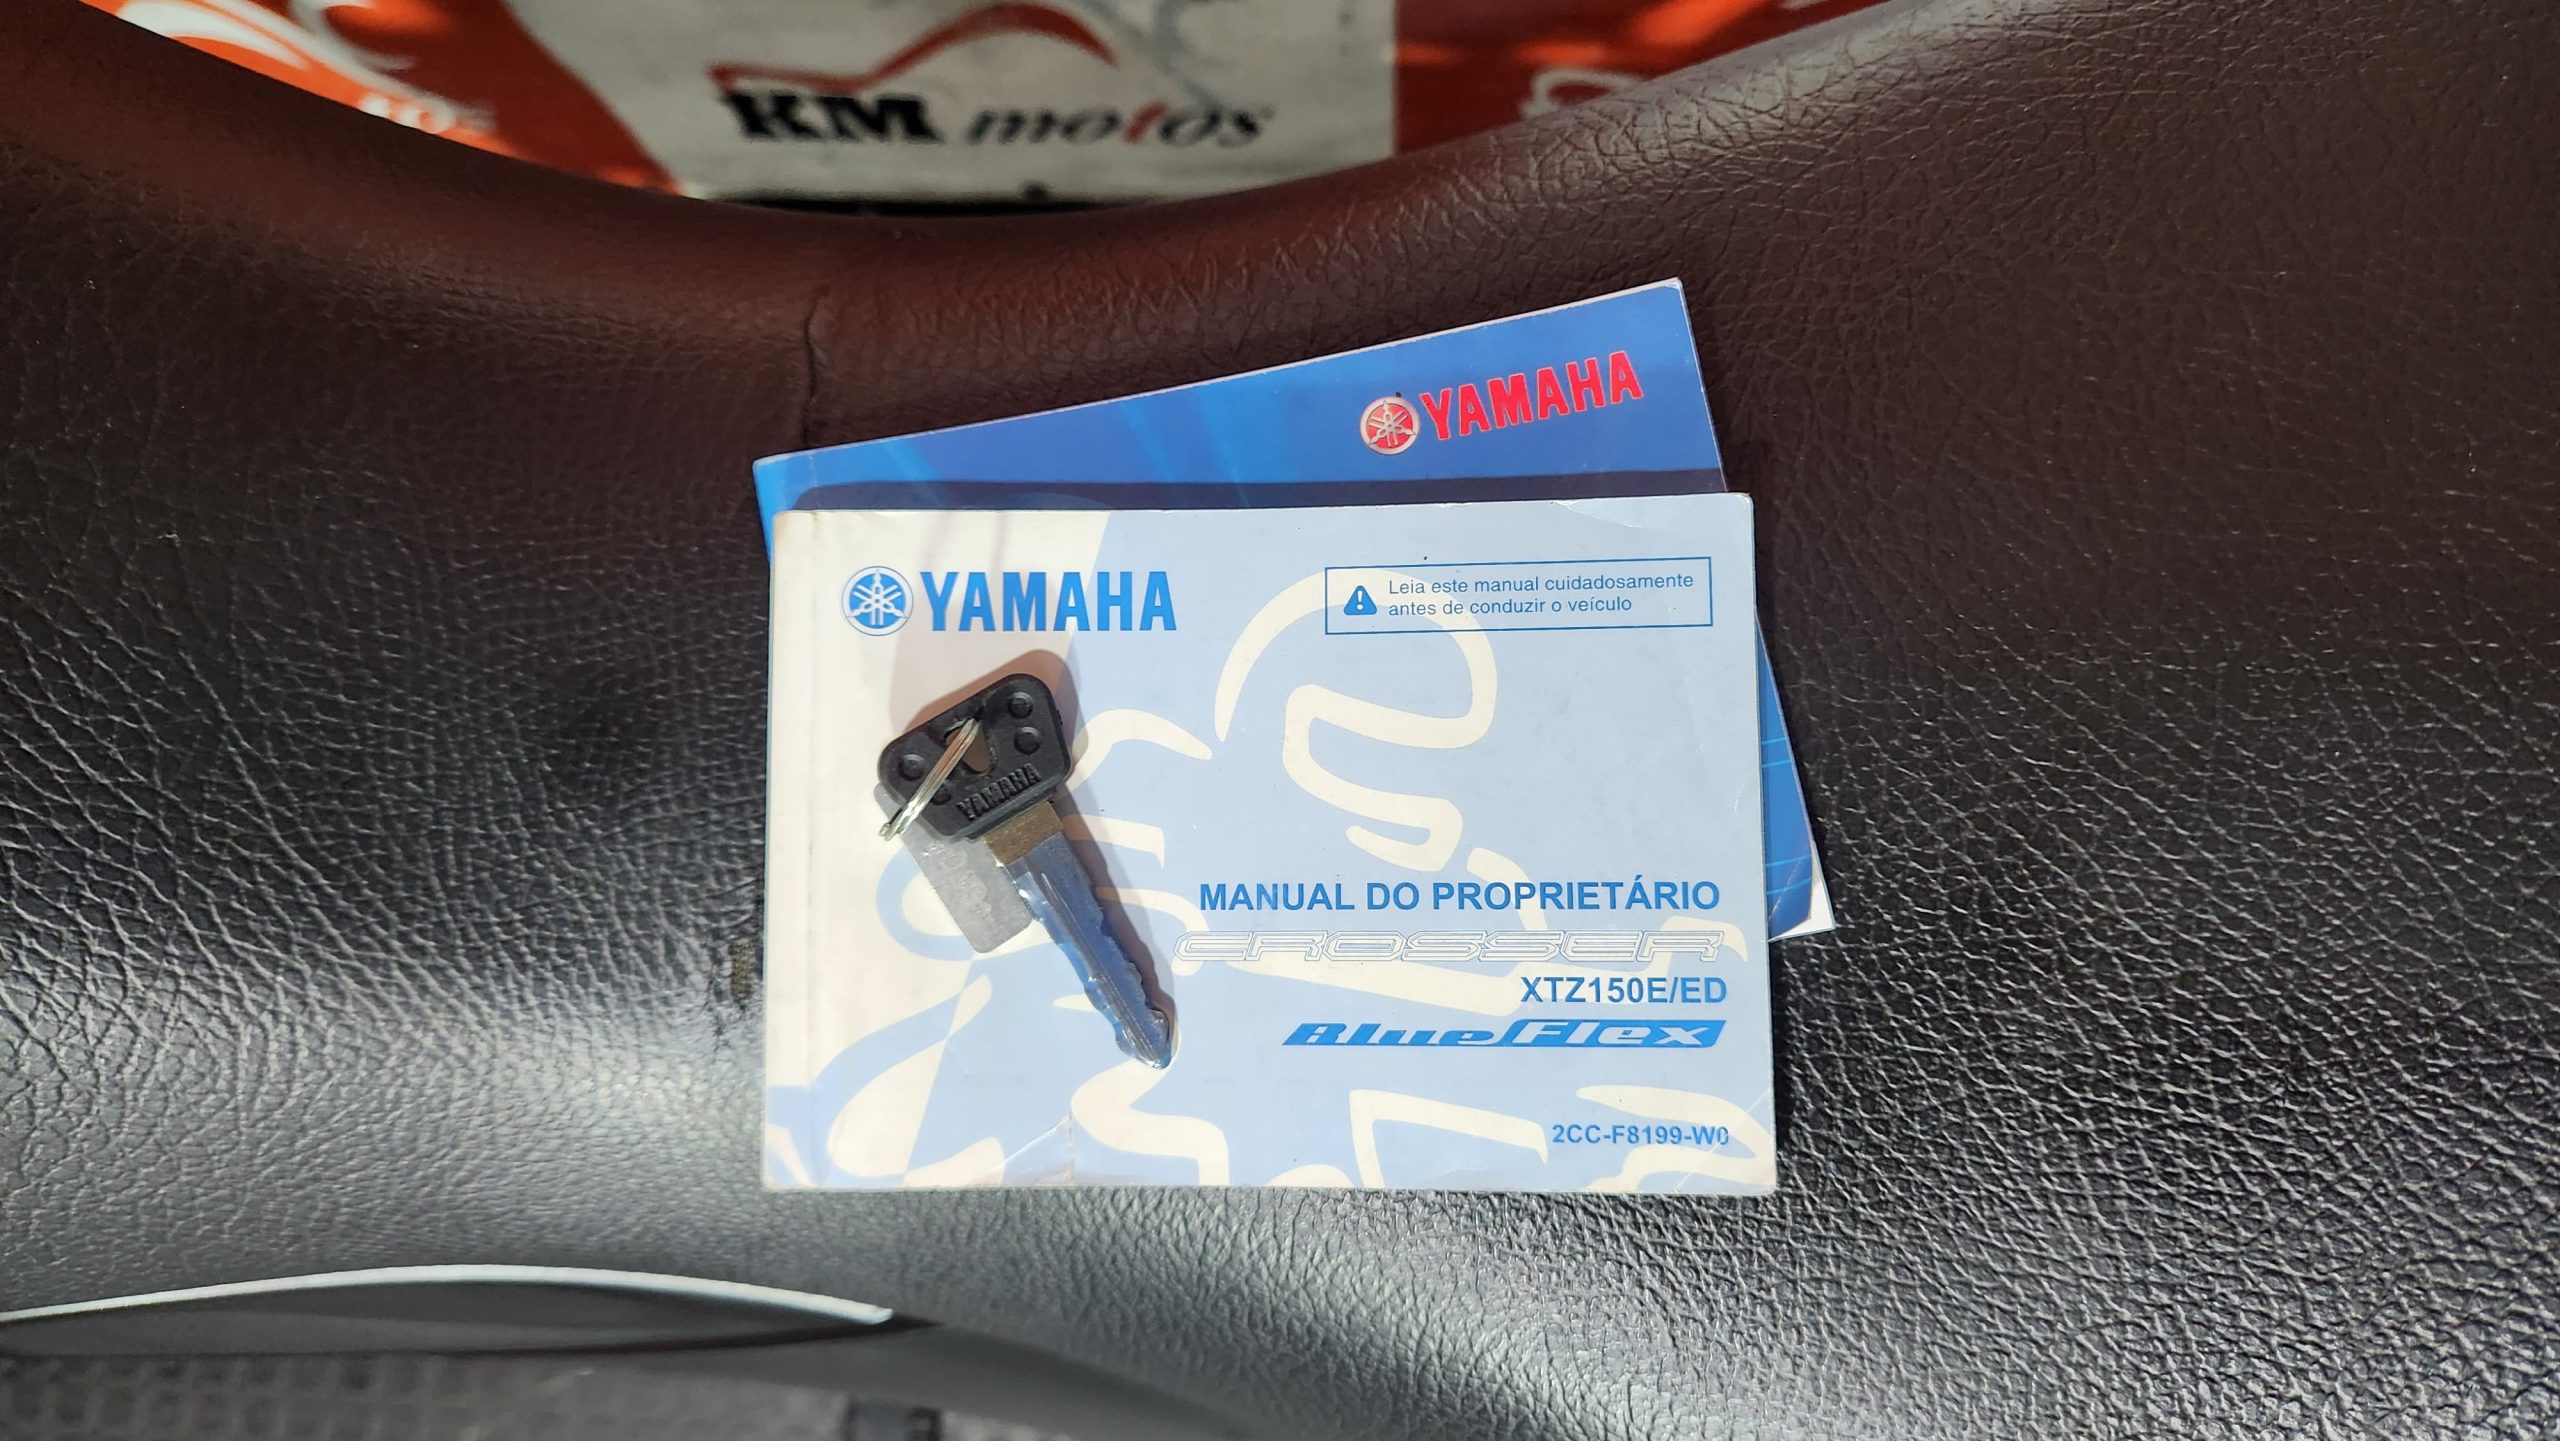 KM motos
YAMAHA
YAMAHA
Leia este manual cuidadosamente
antes de conduzir o veículo
YAMAHA
MANUAL DO PROPRIETÁRIO
CROSSER
XTZ150E/ED
BlueFlex
2CC-F8199-W0